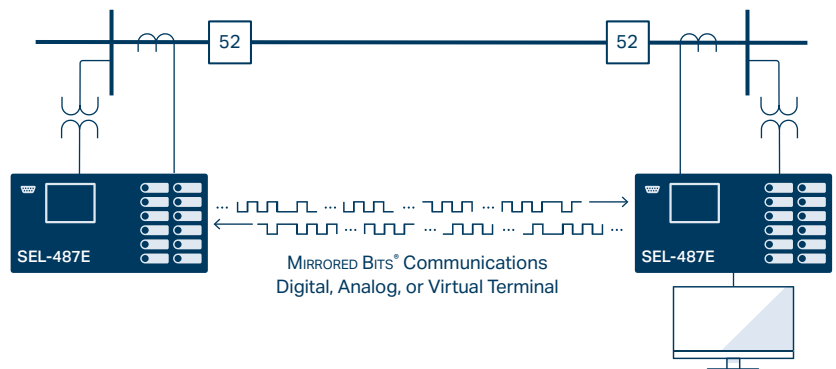 52
52
SEL-487E
SEL-487E
MIRRORED BITS® Communications
Digital, Analog, or Virtual Terminal